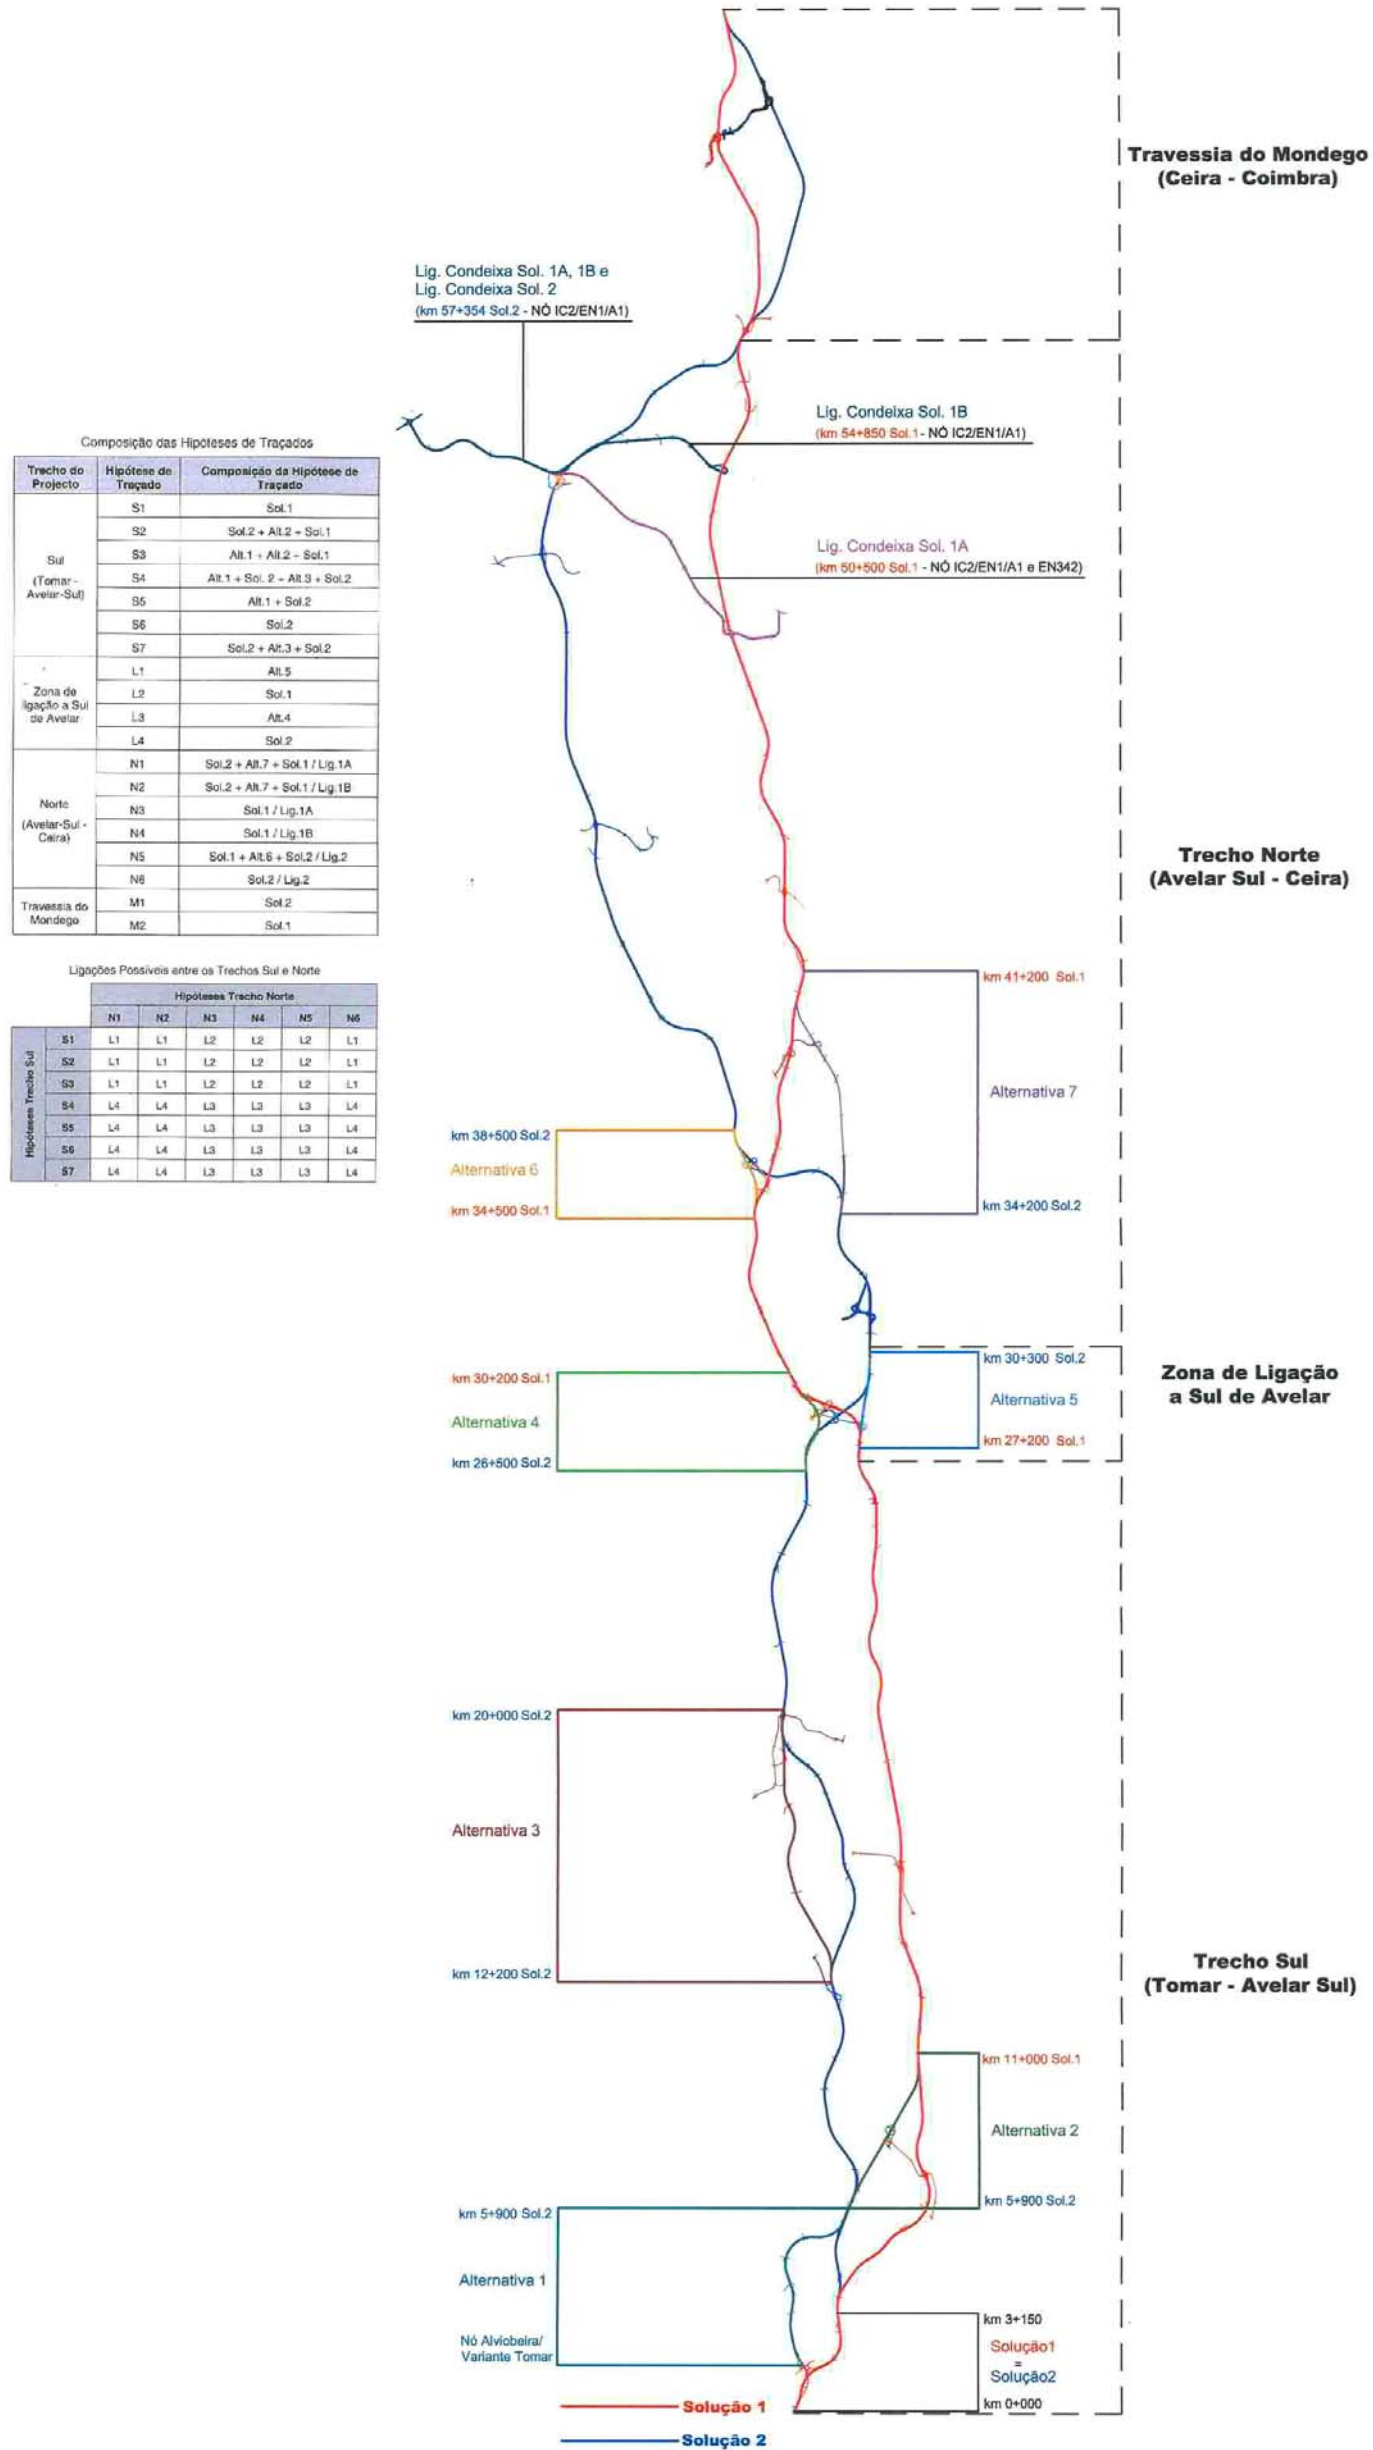 Travessia do Mondego
(Ceira - Coimbra)
Lig. Condeixa Sol. 1A, 1B e
Lig. Condeixa Sol. 2
(km 57+354 Sol.2 - NÓ IC2/EN1/A1)
Lig. Condeixa Sol. 1B
(km 54+850 Sol.1 - NÓ IC2/EN1/A1)
Lig. Condeixa Sol. 1A
(km 50+500 Sol.1 - NÓ IC2/EN1/A1 e EN342)
Composição das Hipóteses de Traçados
Trecho do Projecto Hipótese de Traçado Composição da Hipótese de Traçado
Sul (Tomar - Avelar-Sul)
S1 Sol.1
S2 Sol.2 + Alt.2 + Sol.1
S3 Alt.1 + Alt.2 + Sol.1
S4 Alt.1 + Sol. 2 + Alt.3 + Sol.2
S5 Alt.1 + Sol.2
S6 Sol.2
S7 Sol.2 + Alt.3 + Sol.2
Zona de ligação a Sul de Avelar
L1 Alt.5
L2 Sol.1
L3 Alt.4
L4 Sol.2
Norte (Avelar-Sul - Ceira)
N1 Sol.2 + Alt.7 + Sol.1 / Lig.1A
N2 Sol.2 + Alt.7 + Sol.1 / Lig.1B
N3 Sol.1 / Lig.1A
N4 Sol.1 / Lig.1B
N5 Sol.1 + Alt.6 + Sol.2 / Lig.2
N6 Sol.2 / Lig.2
Travessia do Mondego
M1 Sol.2
M2 Sol.1
Ligações Possíveis entre os Trechos Sul e Norte
Hipóteses Trecho Norte
N1 N2 N3 N4 N5 N6
Hipóteses Trecho Sul
S1 L1 L1 L2 L2 L2 L1
S2 L1 L1 L2 L2 L2 L1
S3 L1 L1 L2 L2 L2 L1
S4 L4 L4 L3 L3 L3 L4
S5 L4 L4 L3 L3 L3 L4
S6 L4 L4 L3 L3 L3 L4
S7 L4 L4 L3 L3 L3 L4
Trecho Norte
(Avelar Sul - Ceira)
km 41+200 Sol.1
Alternativa 7
km 34+200 Sol.2
km 38+500 Sol.2
Alternativa 6
km 34+500 Sol.1
km 30+300 Sol.2
Alternativa 5
km 27+200 Sol.1
Zona de Ligação
a Sul de Avelar
km 30+200 Sol.1
Alternativa 4
km 26+500 Sol.2
km 20+000 Sol.2
Alternativa 3
km 12+200 Sol.2
Trecho Sul
(Tomar - Avelar Sul)
km 11+000 Sol.1
Alternativa 2
km 5+900 Sol.2
km 5+900 Sol.2
Alternativa 1
Nó Alviobeira/
Variante Tomar
km 3+150
Solução1
=
Solução2
km 0+000
Solução 1
Solução 2